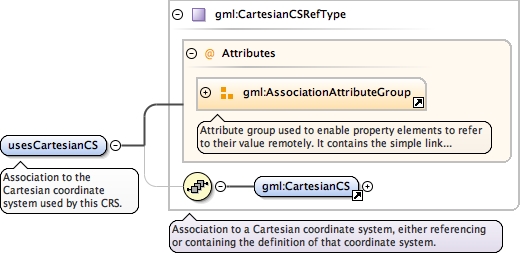 gml:CartesianCSRefType
@ Attributes
gml:AssociationAttributeGroup
Attribute group used to enable property elements to refer
to their value remotely. It contains the simple link...
usesCartesianCS
Association to the
Cartesian coordinate
system used by this CRS.
gml:CartesianCS
Association to a Cartesian coordinate system, either referencing
or containing the definition of that coordinate system.